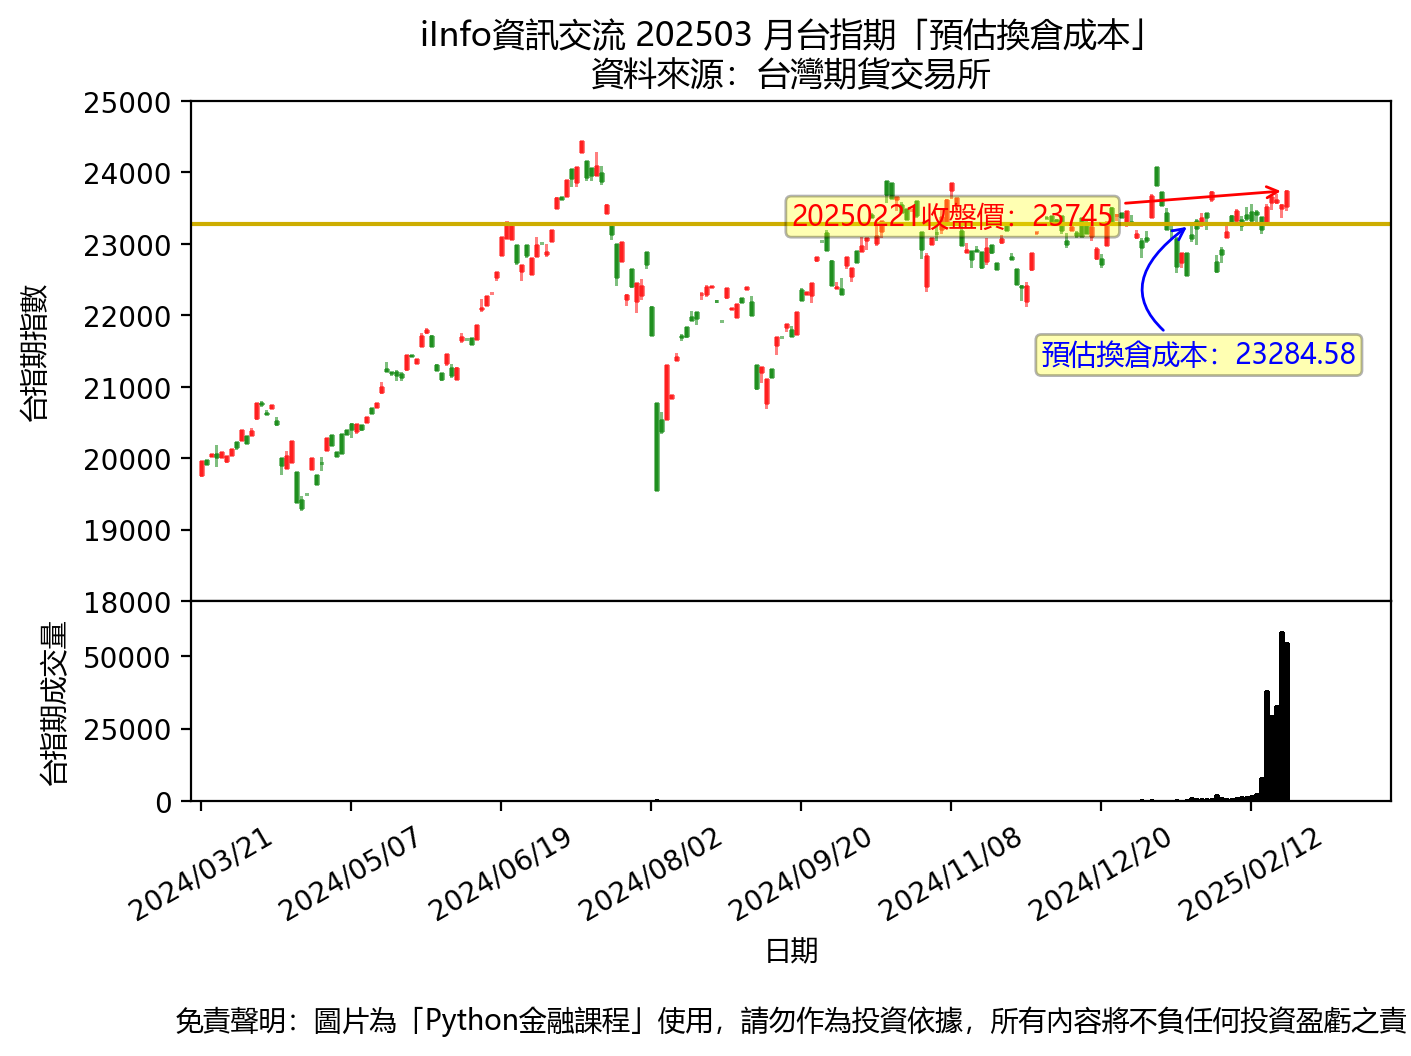 iInfo資訊交流 202503 月台指期「預估換倉成本」
資料來源：台灣期貨交易所
25000
24000
23000
22000
21000
20000
19000
18000
台指期指數
20250221收盤價：23745
預估換倉成本：23284.58
50000
25000
0
台指期成交量
2024/03/21
2024/05/07
2024/06/19
2024/08/02
2024/09/20
2024/11/08
2024/12/20
2025/02/12
日期
免責聲明：圖片為「Python金融課程」使用，請勿作為投資依據，所有內容將不負任何投資盈虧之責